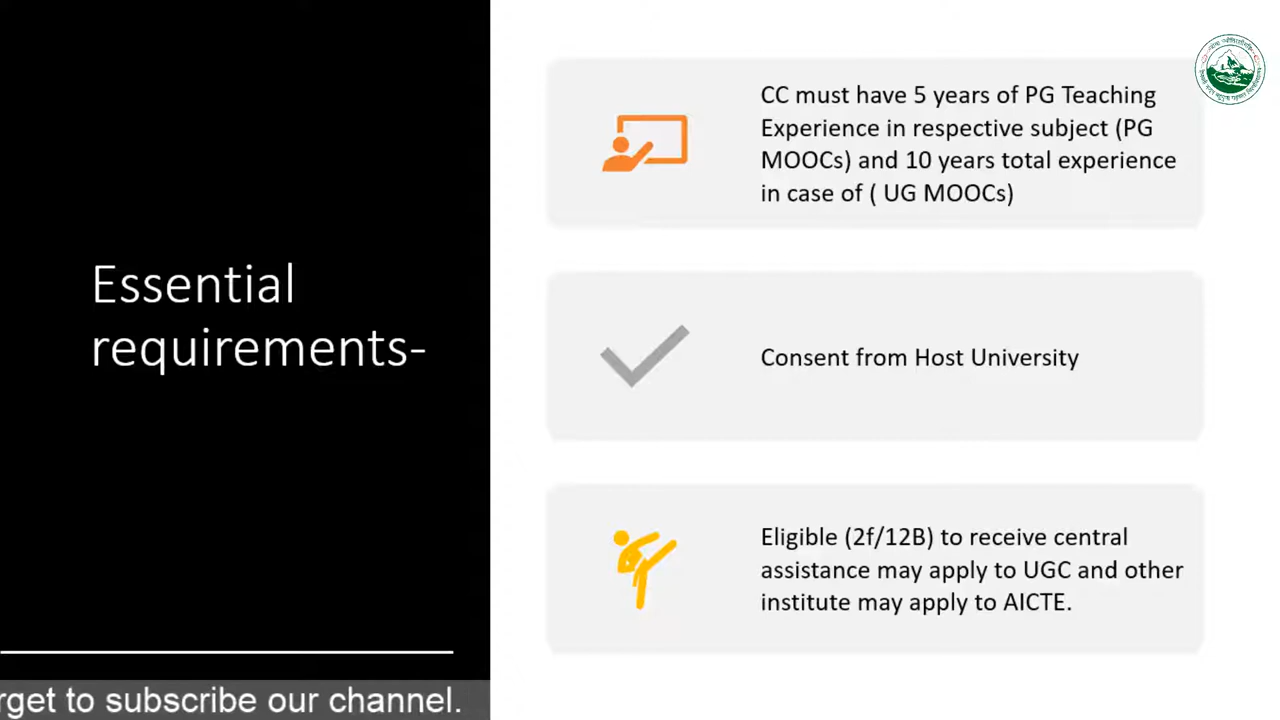 Essential
requirements-
CC must have 5 years of PG Teaching
Experience in respective subject (PG
MOOCs) and 10 years total experience
in case of ( UG MOOCs)
Consent from Host University
Eligible (2f/12B) to receive central
assistance may apply to UGC and other
institute may apply to AICTE.
rget to subscribe our channel.